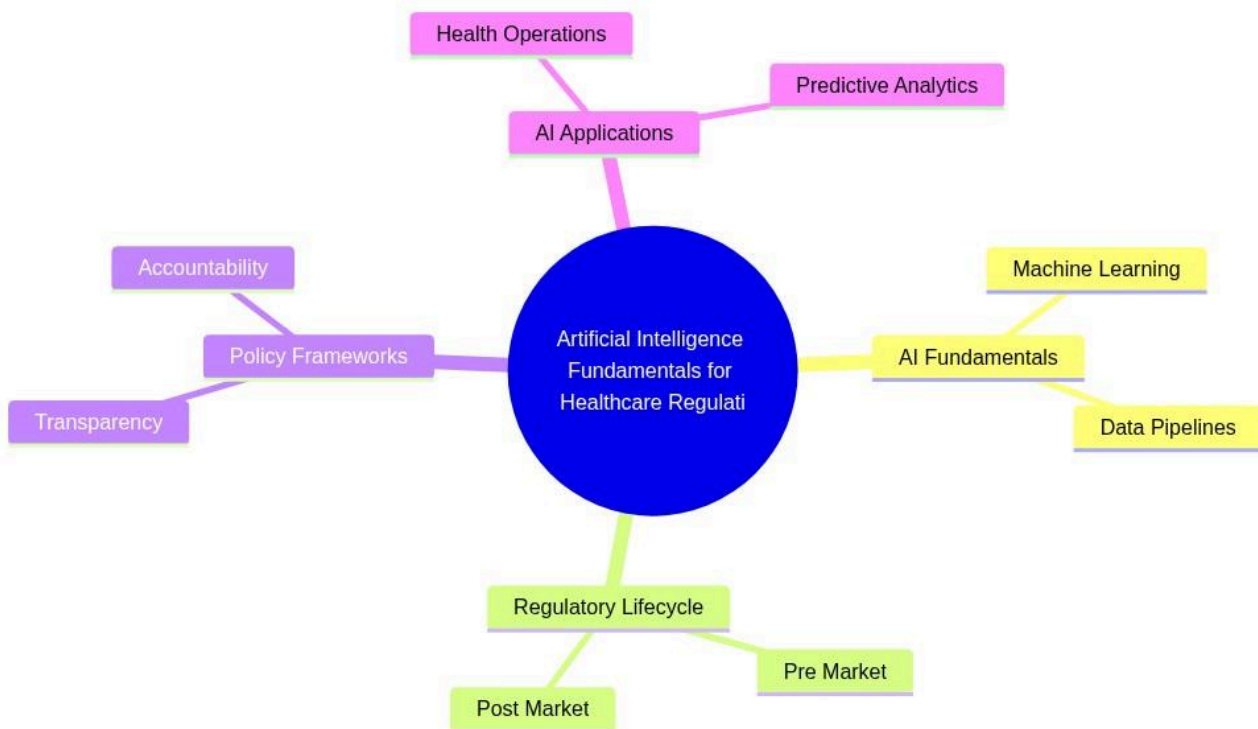 Health Operations
Predictive Analytics
AI Applications
Accountability
Machine Learning
Policy Frameworks
Artificial Intelligence
Fundamentals for
Healthcare Regulati
AI Fundamentals
Transparency
Data Pipelines
Regulatory Lifecycle
Pre Market
Post Market